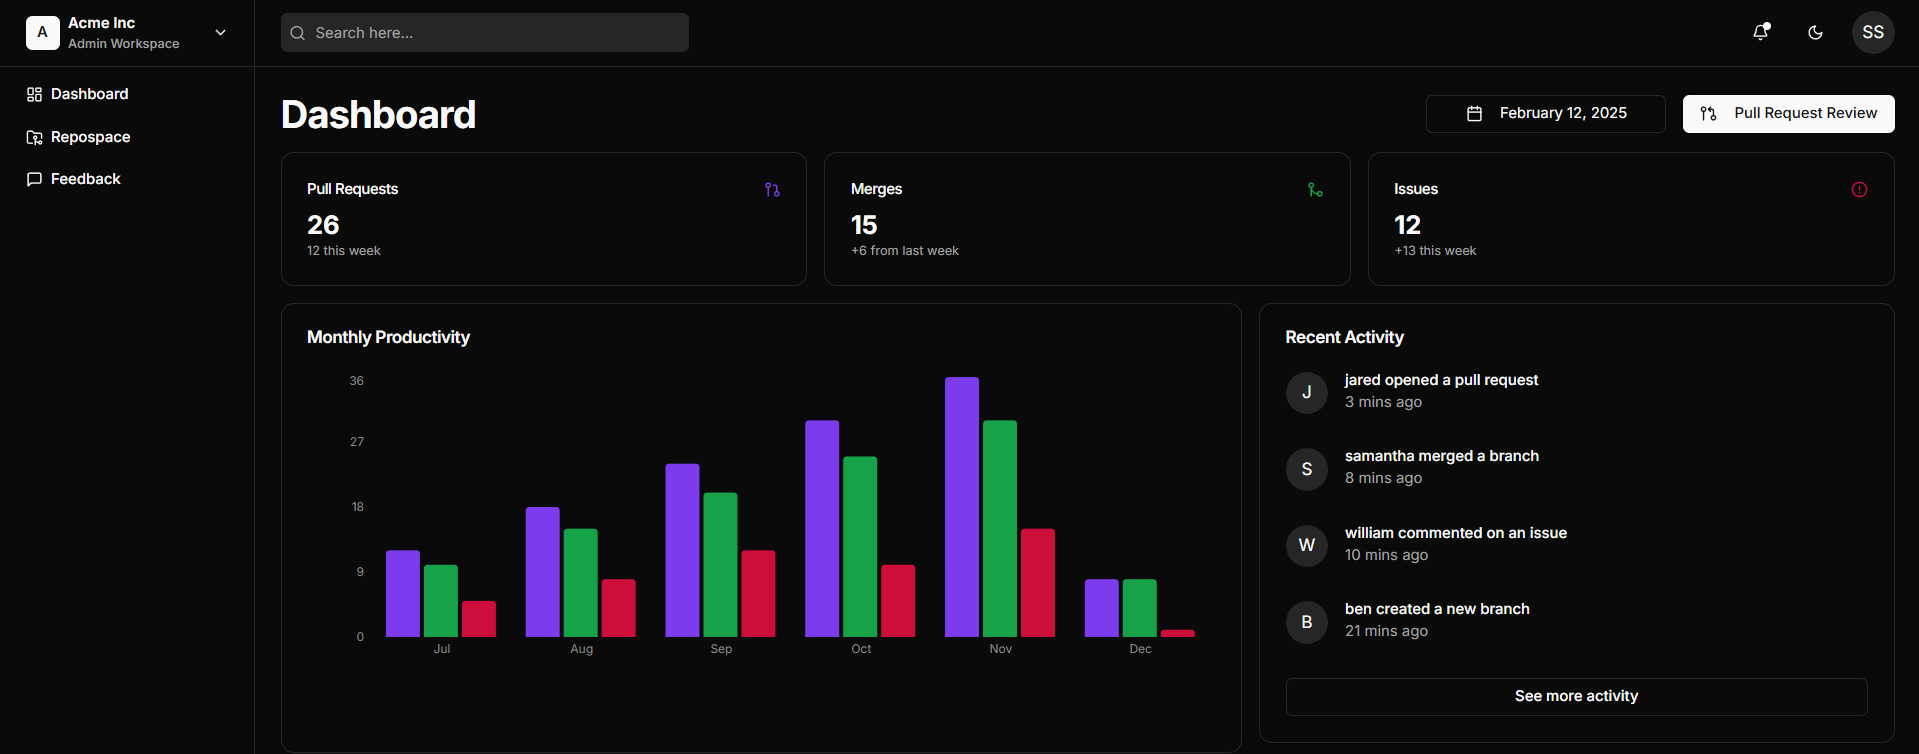 A
Acme Inc
Admin Workspace
Search here...
SS
Dashboard
Repospace
Feedback
Dashboard
February 12, 2025
Pull Request Review
Pull Requests
26
12 this week
Merges
15
+6 from last week
Issues
12
+13 this week
Monthly Productivity
36
27
18
9
0
Jul Aug Sep Oct Nov Dec
Recent Activity
J
jared opened a pull request
3 mins ago
S
samantha merged a branch
8 mins ago
W
william commented on an issue
10 mins ago
B
ben created a new branch
21 mins ago
See more activity